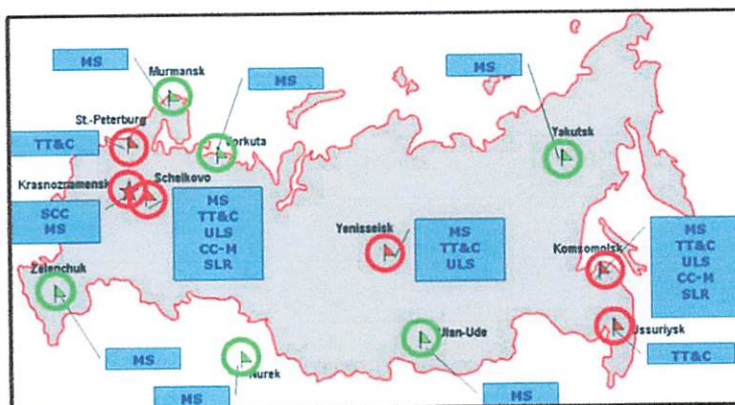 MS
Murmansk
MS
MS
St.-Peterburg
TT&C
Vorkuta
Yakutsk
Krasnoznamensk
Schelkovo
SCC
MS
MS
TT&C
ULS
CC-M
SLR
Yenisseisk
MS
TT&C
ULS
Komsomolsk
MS
TT&C
ULS
CC-M
SLR
Zelenchuk
MS
Nurek
MS
Ulan-Ude
MS
Ussuriysk
TT&C